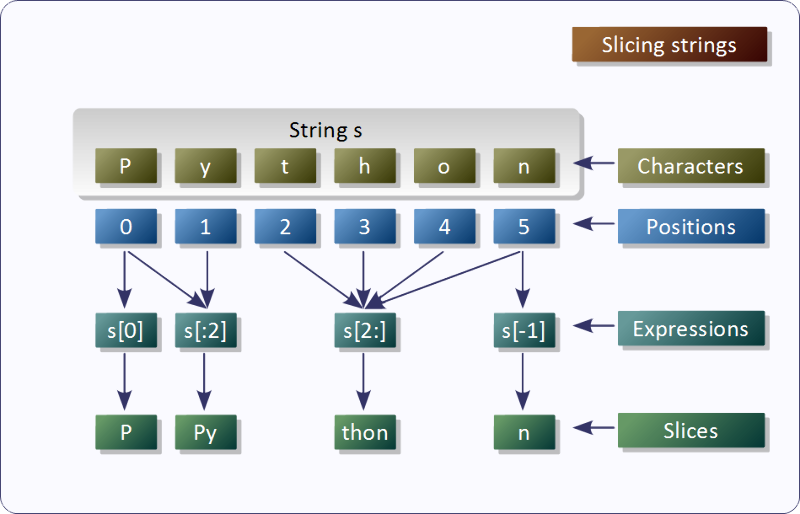 Slicing strings
String s
P y t h o n Characters
0 1 2 3 4 5 Positions
s[0] s[:2] s[2:] s[-1] Expressions
P Py thon n Slices